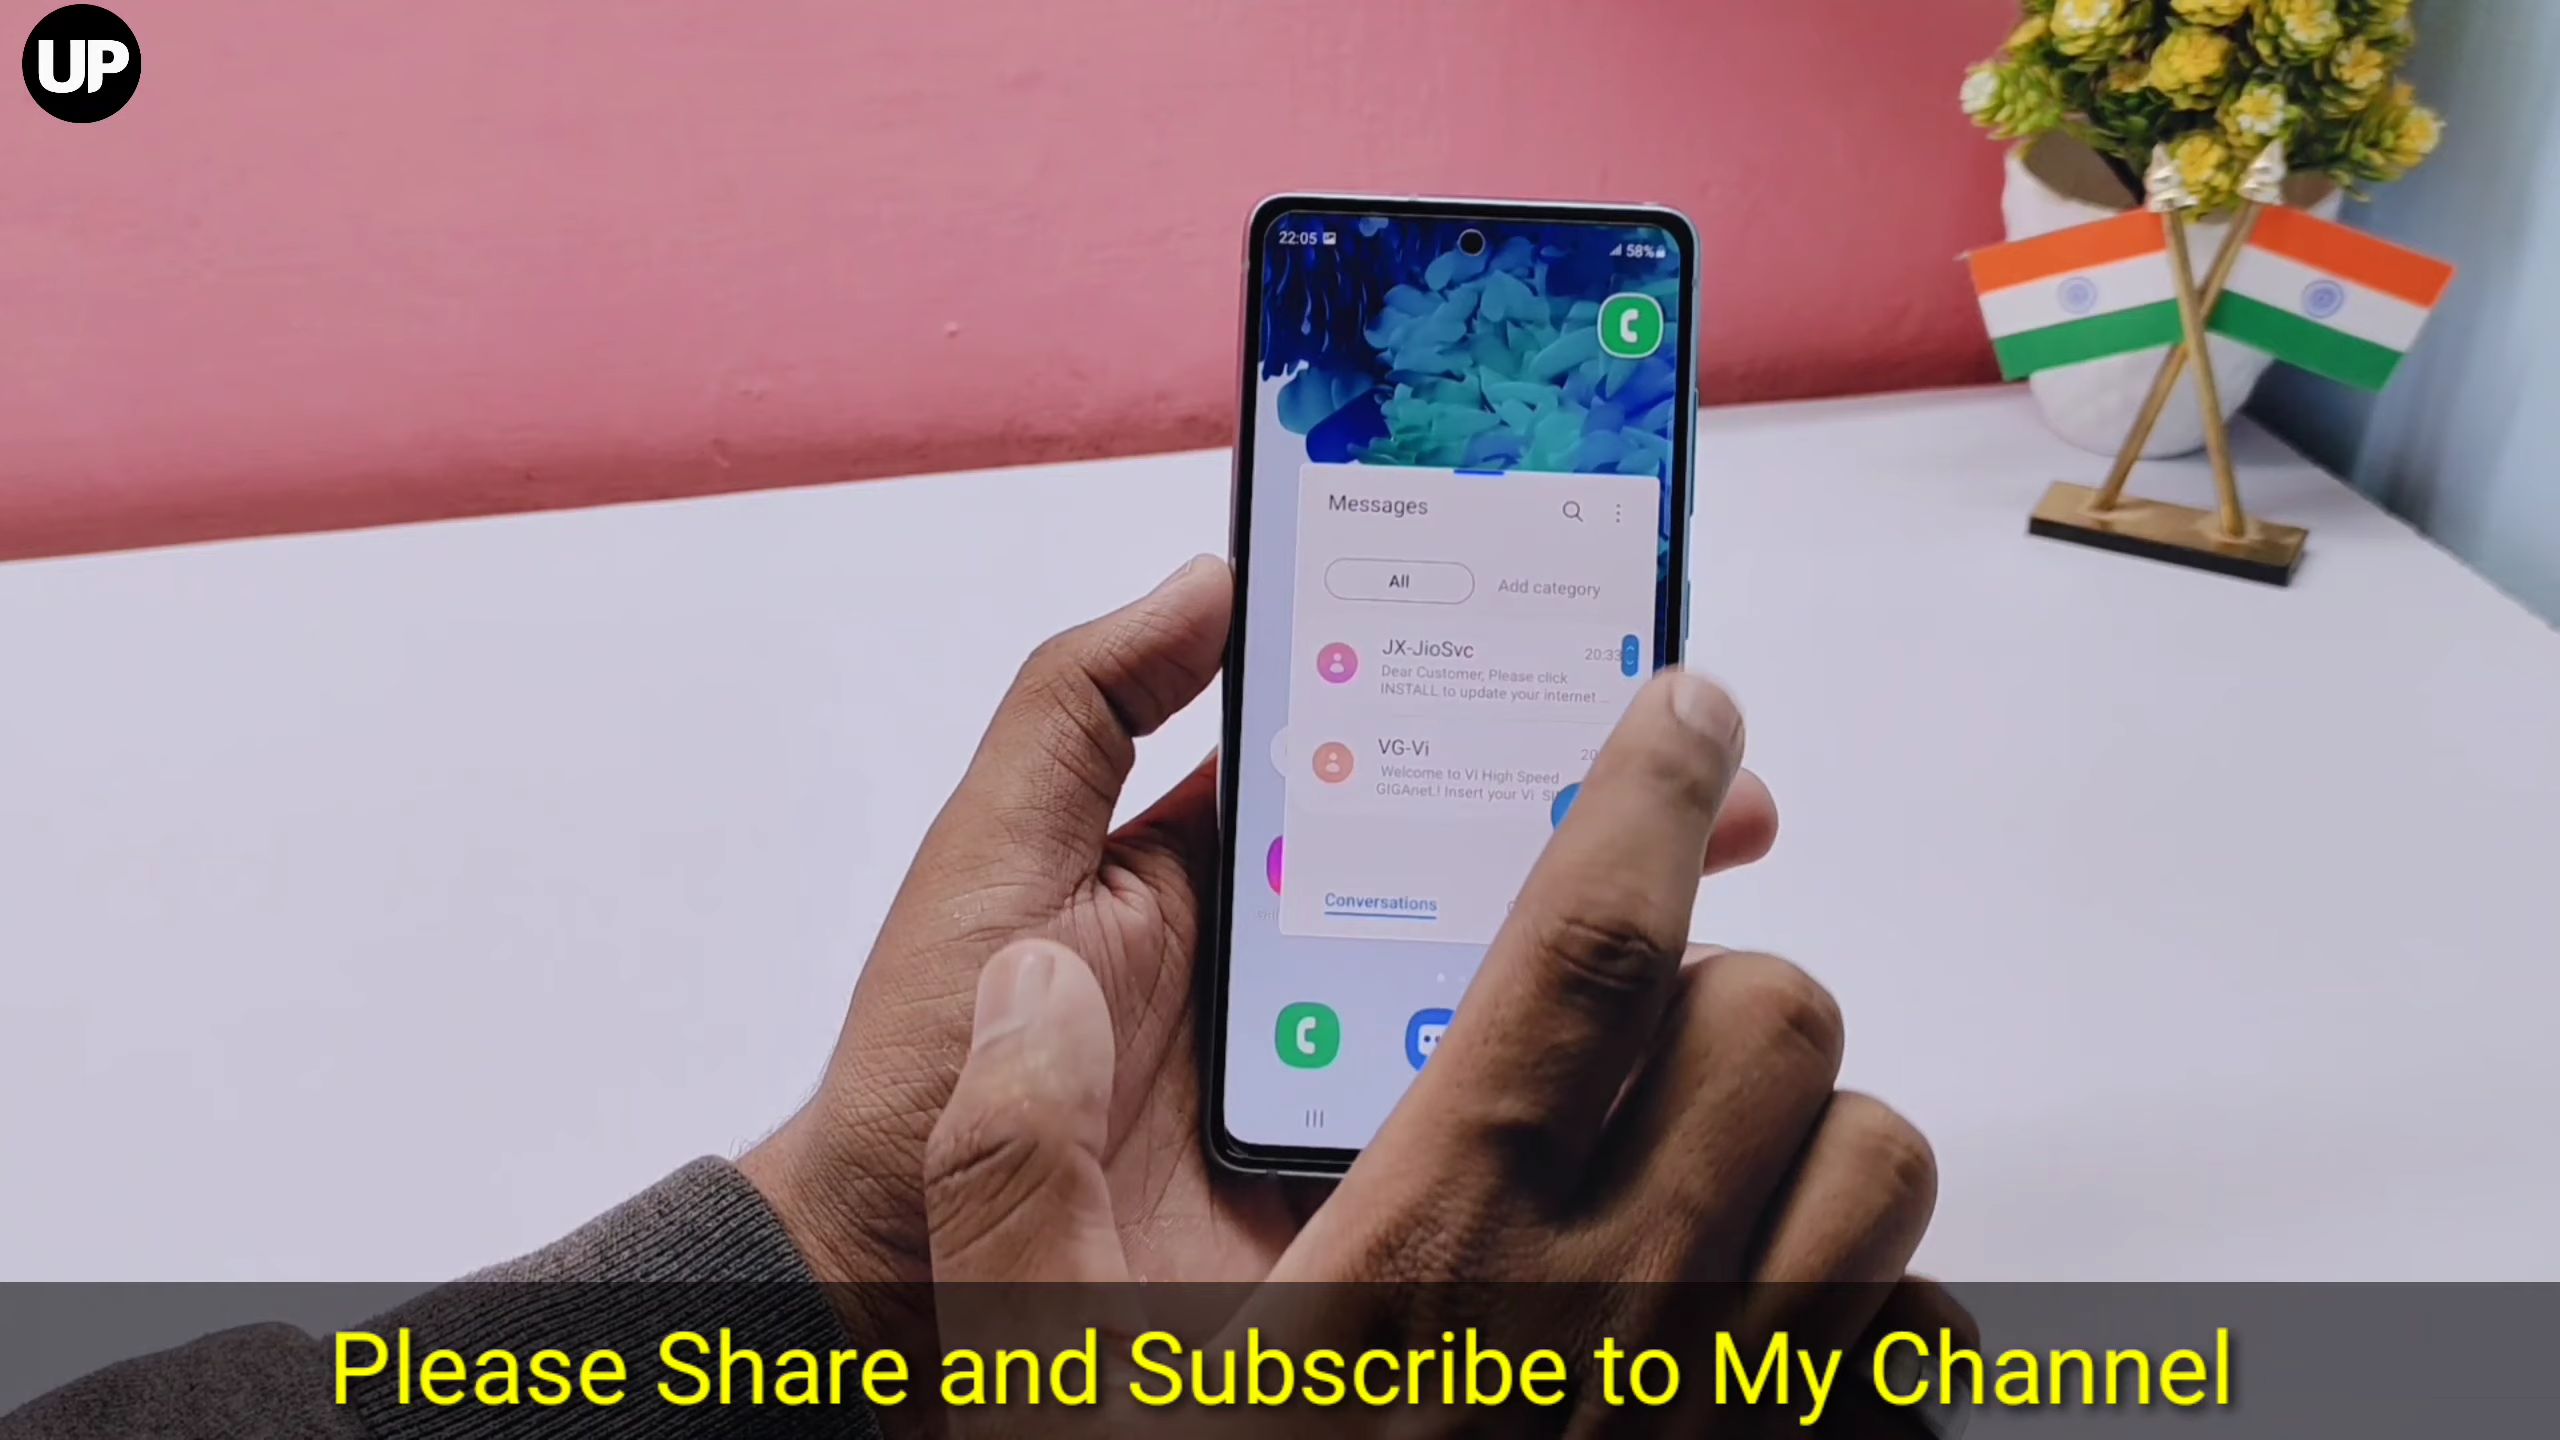 UP
22:05
58%
Messages
All
Add category
JX-JioSvc
20:33
Dear Customer, Please click
INSTALL to update your internet ...
VG-Vi
20
Welcome to Vi High Speed
GIGAnet.! Insert your Vi
Conversations
Please Share and Subscribe to My Channel